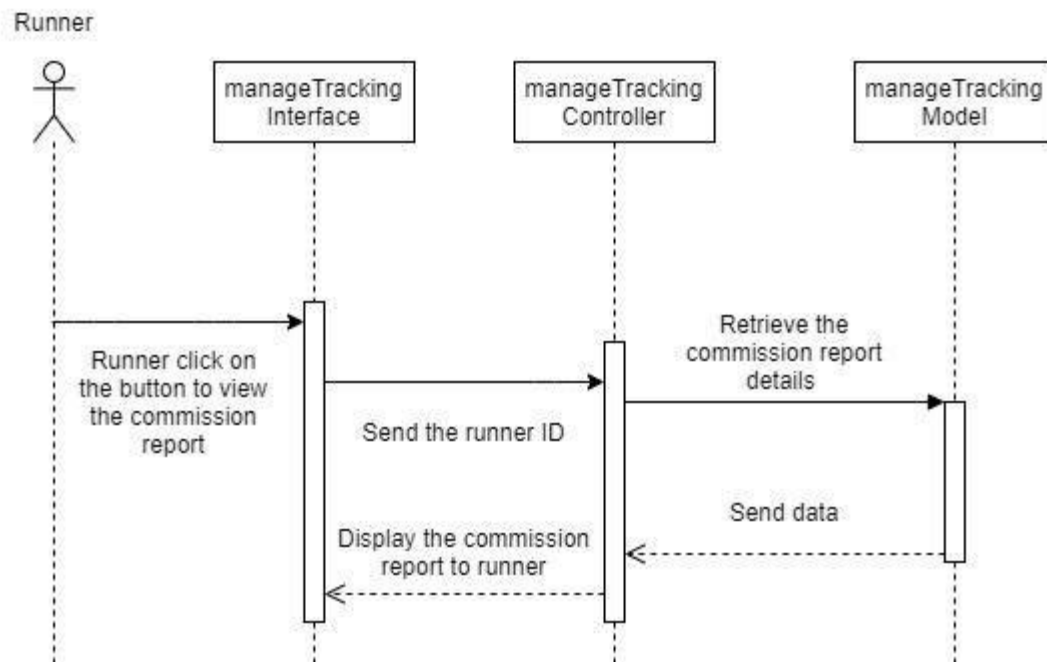 Runner
manageTracking
Interface
manageTracking
Controller
manageTracking
Model
Runner click on
the button to view
the commission
report
Send the runner ID
Retrieve the
commission report
details
Send data
Display the commission
report to runner